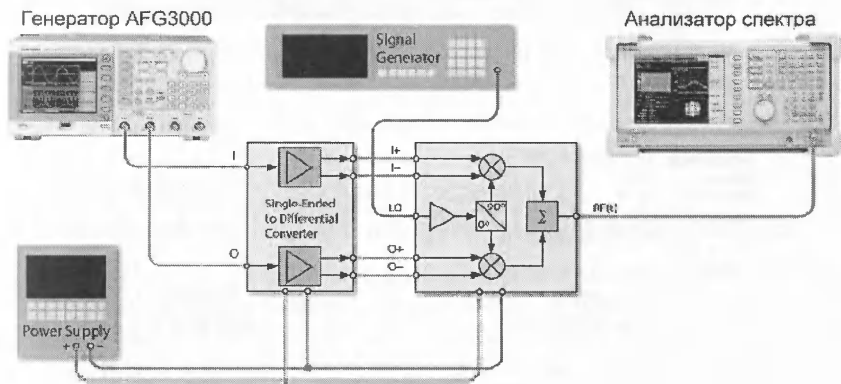 Генератор AFG3000
Анализатор спектра
Signal
Generator
I
I+
I–
Single-Ended
to Differential
Converter
LO
90°
0°
Σ
RF(t)
Q
Q+
Q–
Power Supply
+ –